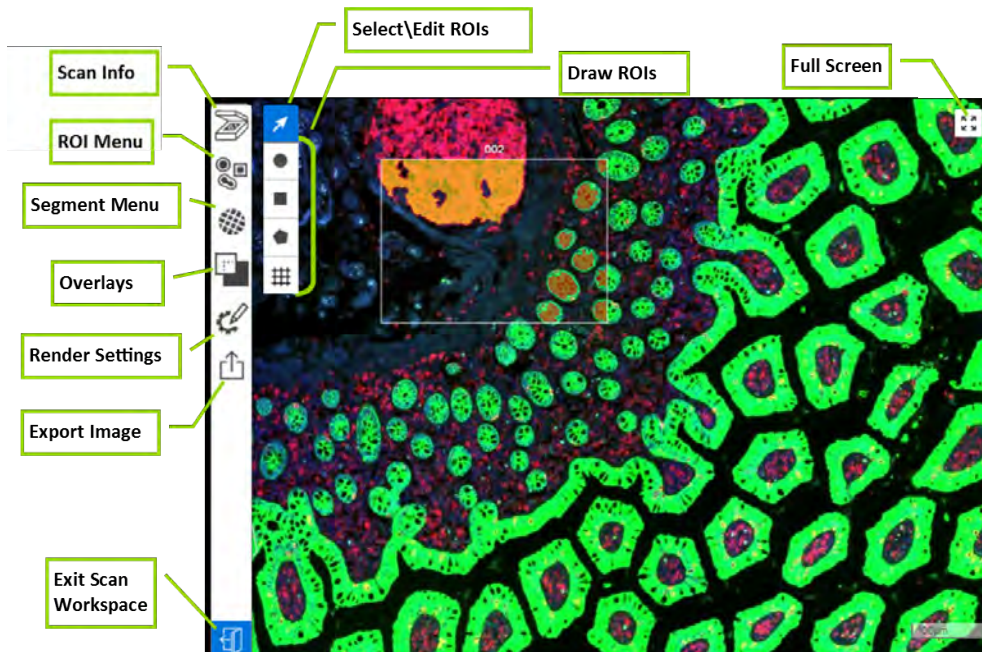 Select\Edit ROIs
Scan Info
Draw ROIs
Full Screen
ROI Menu
002
Segment Menu
Overlays
Render Settings
Export Image
Exit Scan
Workspace